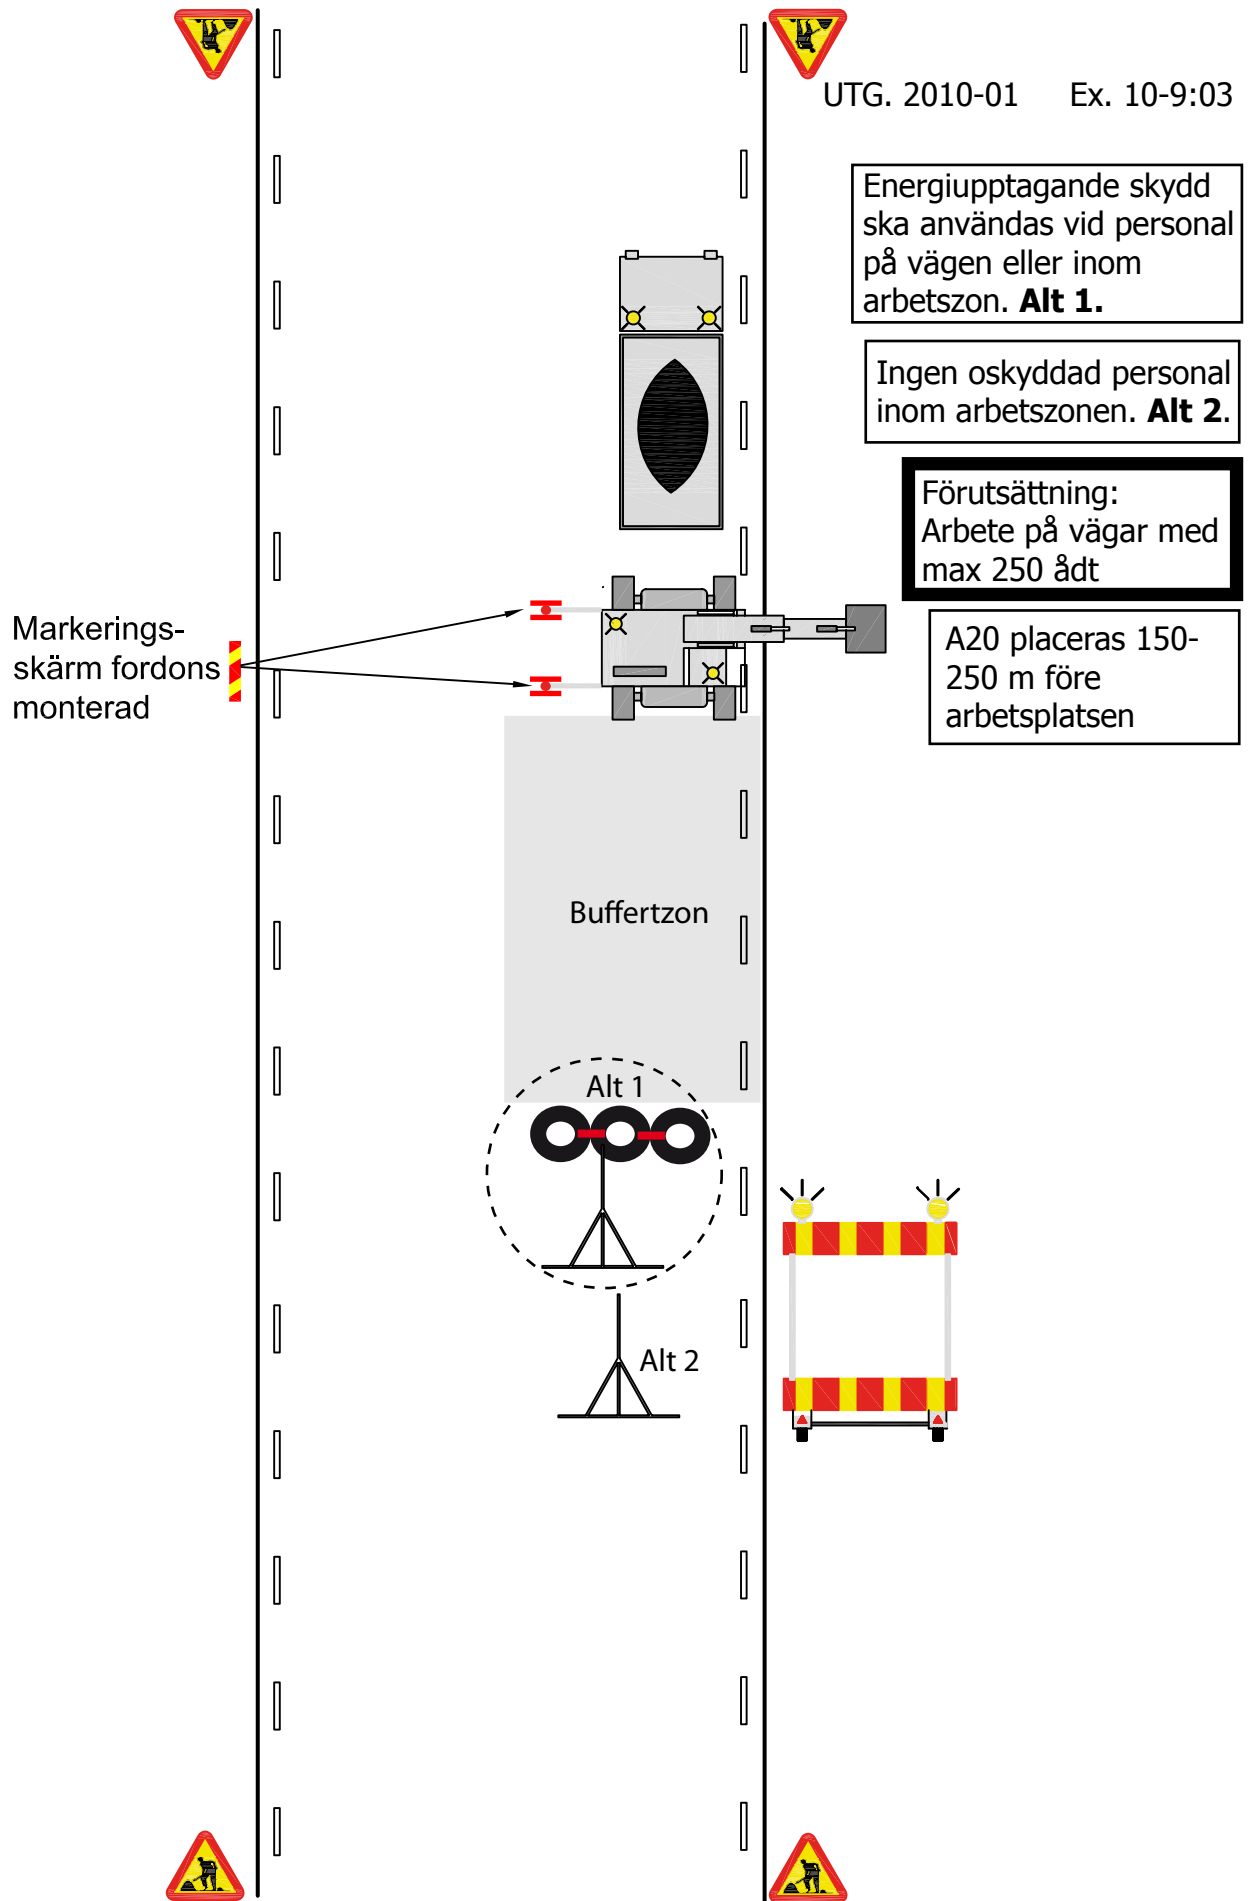 UTG. 2010-01 Ex. 10-9:03
Energiupptagande skydd
ska användas vid personal
på vägen eller inom
arbetszon. Alt 1.
Ingen oskyddad personal
inom arbetszonen. Alt 2.
Förutsättning:
Arbete på vägar med
max 250 ådt
A20 placeras 150-
250 m före
arbetsplatsen
Markerings-
skärm fordons
monterad
Buffertzon
Alt 1
Alt 2